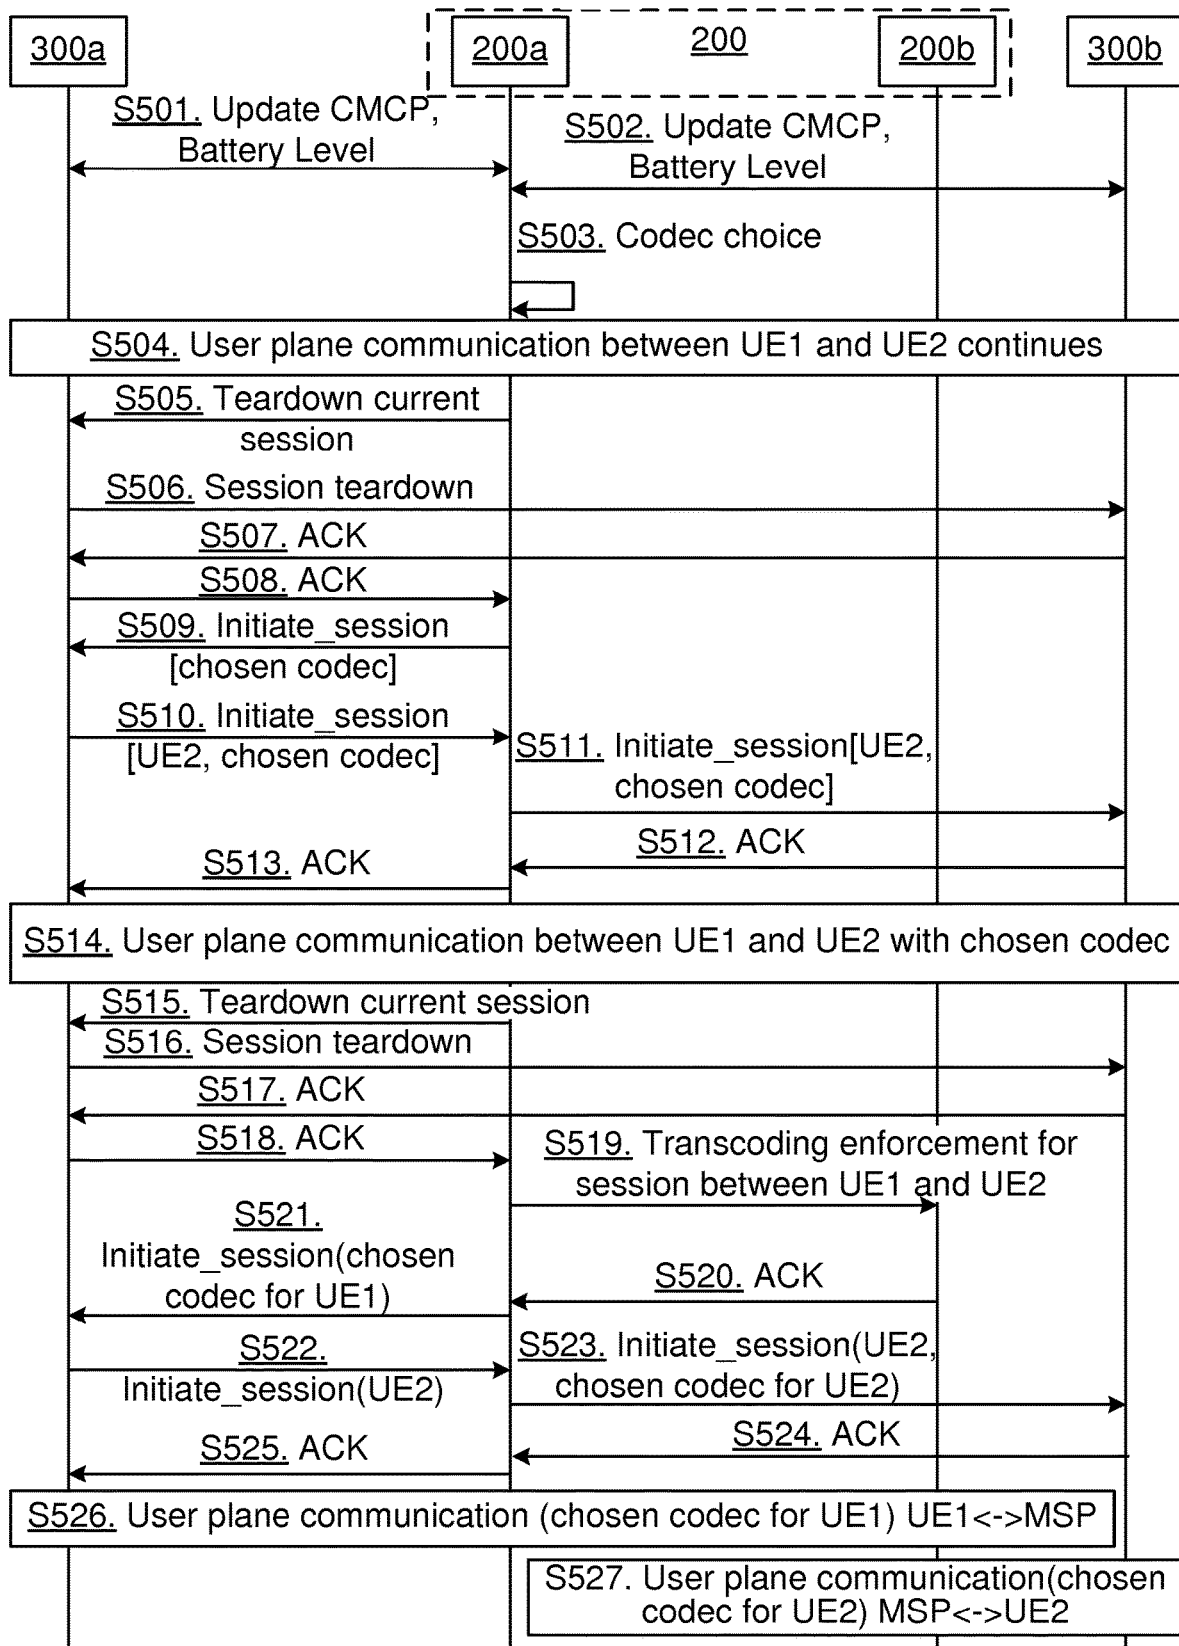 300a
200a
200
200b
300b
S501. Update CMCP,
Battery Level
S502. Update CMCP,
Battery Level
S503. Codec choice
S504. User plane communication between UE1 and UE2 continues
S505. Teardown current
session
S506. Session teardown
S507. ACK
S508. ACK
S509. Initiate_session
[chosen codec]
S510. Initiate_session
[UE2, chosen codec]
S511. Initiate_session[UE2,
chosen codec]
S512. ACK
S513. ACK
S514. User plane communication between UE1 and UE2 with chosen codec
S515. Teardown current session
S516. Session teardown
S517. ACK
S518. ACK
S519. Transcoding enforcement for
session between UE1 and UE2
S521.
Initiate_session(chosen
codec for UE1)
S520. ACK
S522.
Initiate_session(UE2)
S523. Initiate_session(UE2,
chosen codec for UE2)
S524. ACK
S525. ACK
S526. User plane communication (chosen codec for UE1) UE1<->MSP
S527. User plane communication(chosen
codec for UE2) MSP<->UE2